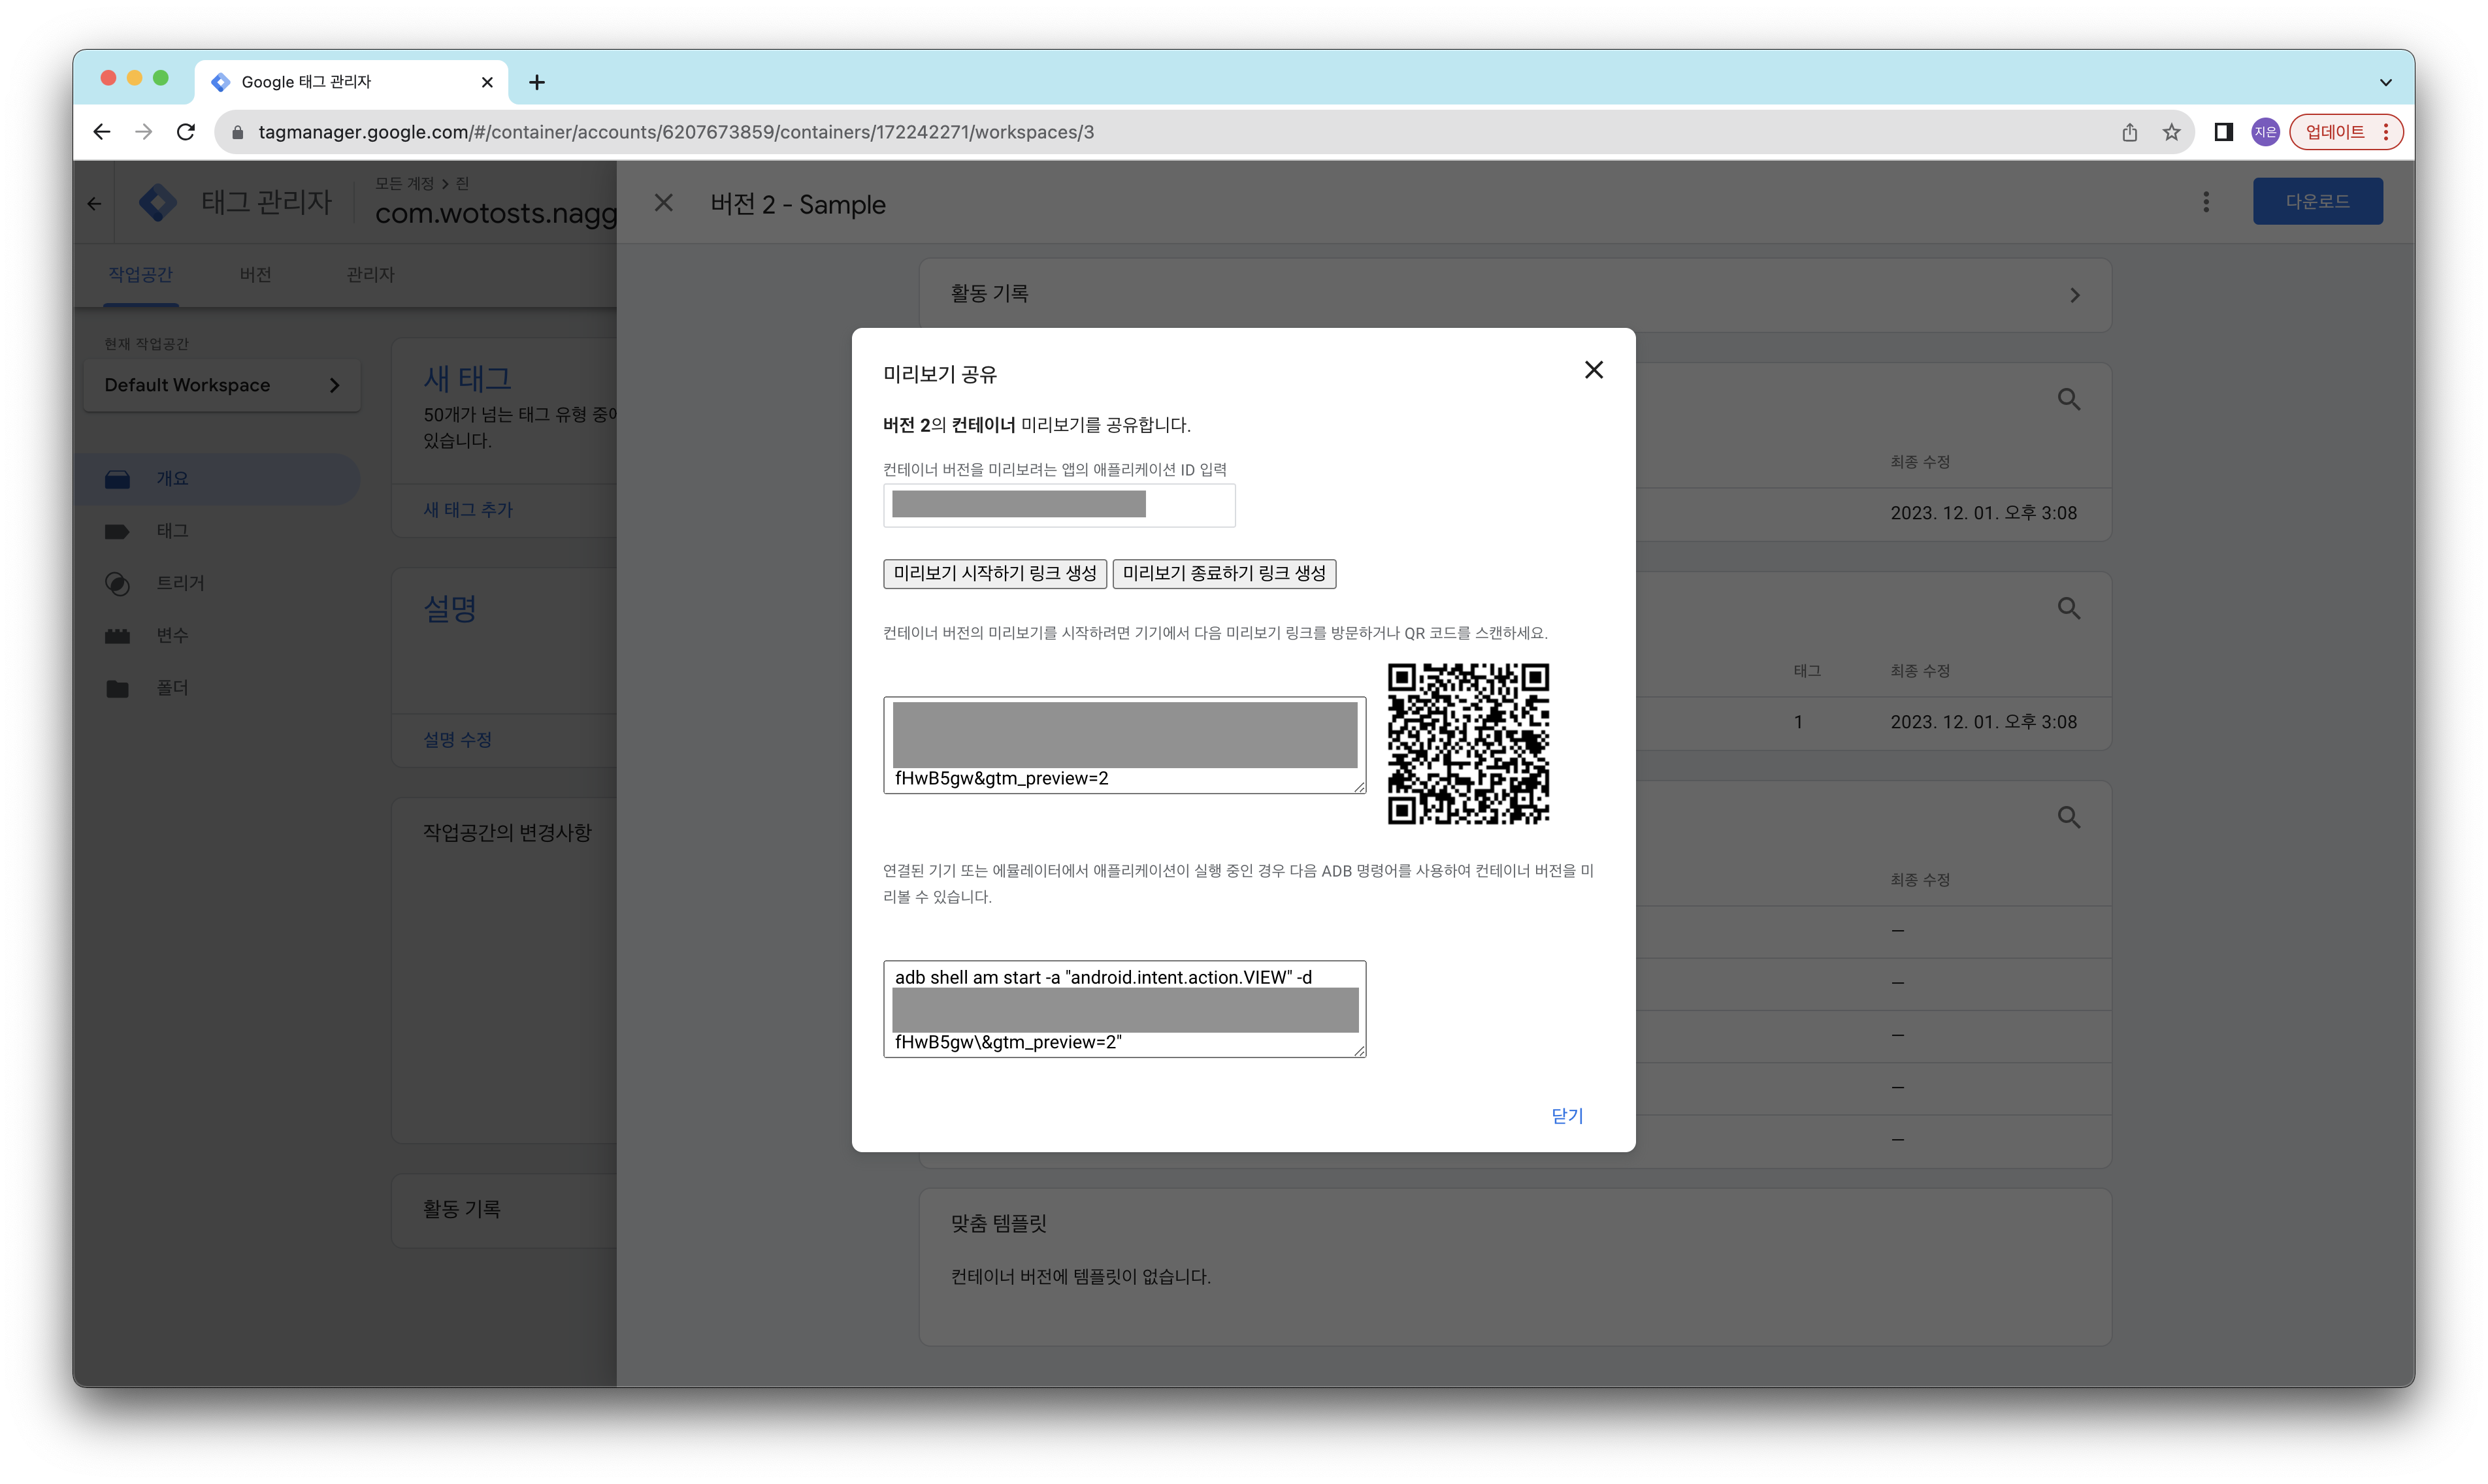 Google 태그 관리자
tagmanager.google.com/#/container/accounts/6207673859/containers/172242271/workspaces/3
지은
업데이트
태그 관리자
모든 계정 > 진
com.wotosts.nagg
버전 2 - Sample
다운로드
작업공간
버전
관리자
현재 작업공간
Default Workspace
개요
태그
트리거
변수
폴더
새 태그
50개가 넘는 태그 유형 중에
있습니다.
새 태그 추가
설명
설명 수정
작업공간의 변경사항
활동 기록
활동 기록
최종 수정
2023. 12. 01. 오후 3:08
태그
최종 수정
1
2023. 12. 01. 오후 3:08
최종 수정
—
—
—
—
—
맞춤 템플릿
컨테이너 버전에 템플릿이 없습니다.
미리보기 공유
버전 2의 컨테이너 미리보기를 공유합니다.
컨테이너 버전을 미리보려는 앱의 애플리케이션 ID 입력
미리보기 시작하기 링크 생성
미리보기 종료하기 링크 생성
컨테이너 버전의 미리보기를 시작하려면 기기에서 다음 미리보기 링크를 방문하거나 QR 코드를 스캔하세요.
fHwB5gw&gtm_preview=2
연결된 기기 또는 에뮬레이터에서 애플리케이션이 실행 중인 경우 다음 ADB 명령어를 사용하여 컨테이너 버전을 미
리볼 수 있습니다.
adb shell am start -a "android.intent.action.VIEW" -d
fHwB5gw\&gtm_preview=2"
닫기